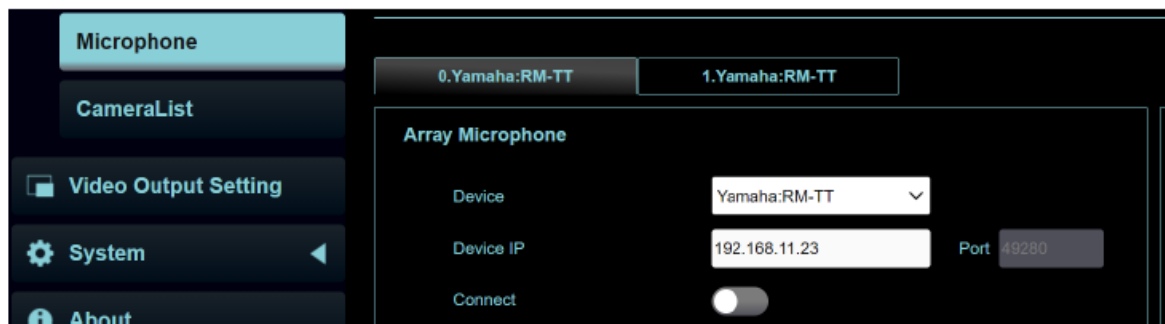 Microphone
CameraList
Video Output Setting
System
About
0.Yamaha:RM-TT
1.Yamaha:RM-TT
Array Microphone
Device
Yamaha:RM-TT
Device IP
192.168.11.23
Port
49280
Connect